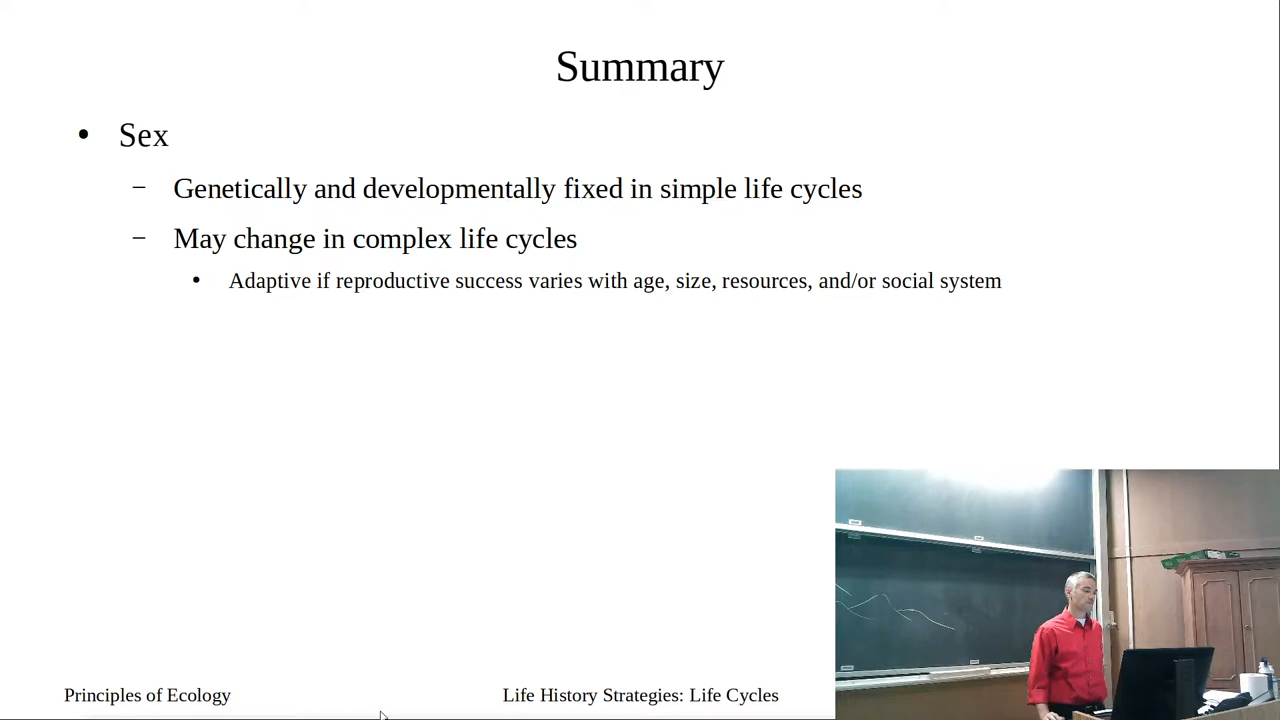 Summary
• Sex
– Genetically and developmentally fixed in simple life cycles
– May change in complex life cycles
• Adaptive if reproductive success varies with age, size, resources, and/or social system
Principles of Ecology
Life History Strategies: Life Cycles